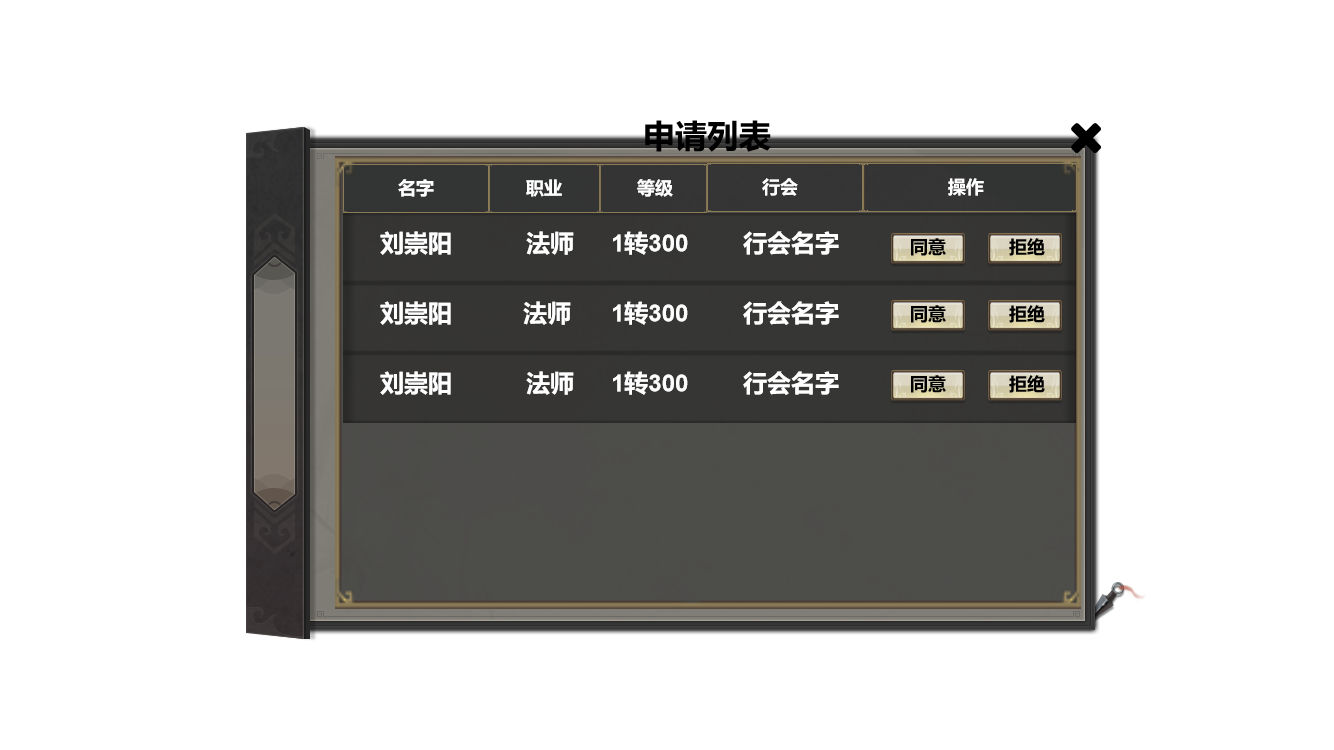 申请列表
名字 职业 等级 行会 操作
刘崇阳 法师 1转300 行会名字 同意 拒绝
刘崇阳 法师 1转300 行会名字 同意 拒绝
刘崇阳 法师 1转300 行会名字 同意 拒绝